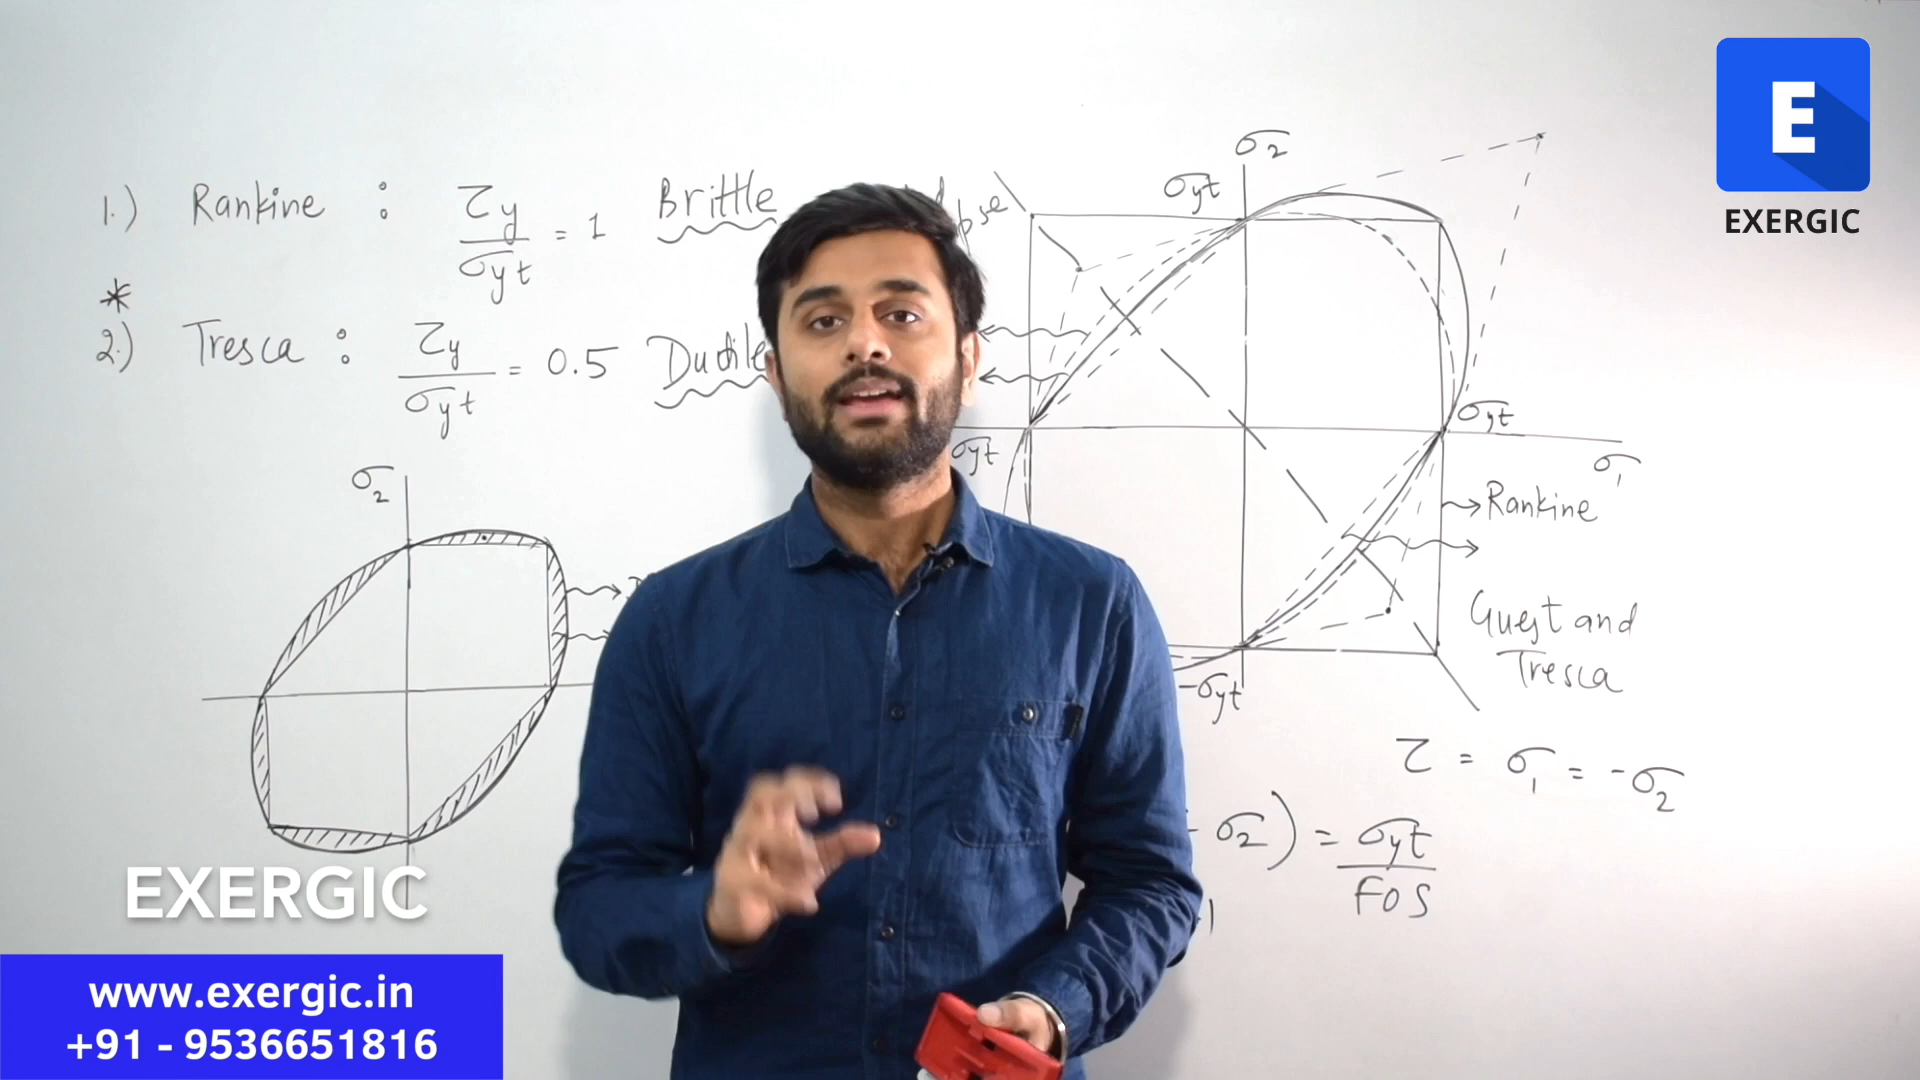 1.) Rankine : τy / σyt = 1 Brittle
*
2.) Tresca : τy / σyt = 0.5 Ductile
σ2
σ2
σyt
σyt
σyt
σ1
→ Rankine
Guest and
Tresca
-σyt
τ = σ1 = -σ2
- σ2) = σyt / FOS
E
EXERGIC
EXERGIC
www.exergic.in
+91 - 9536651816